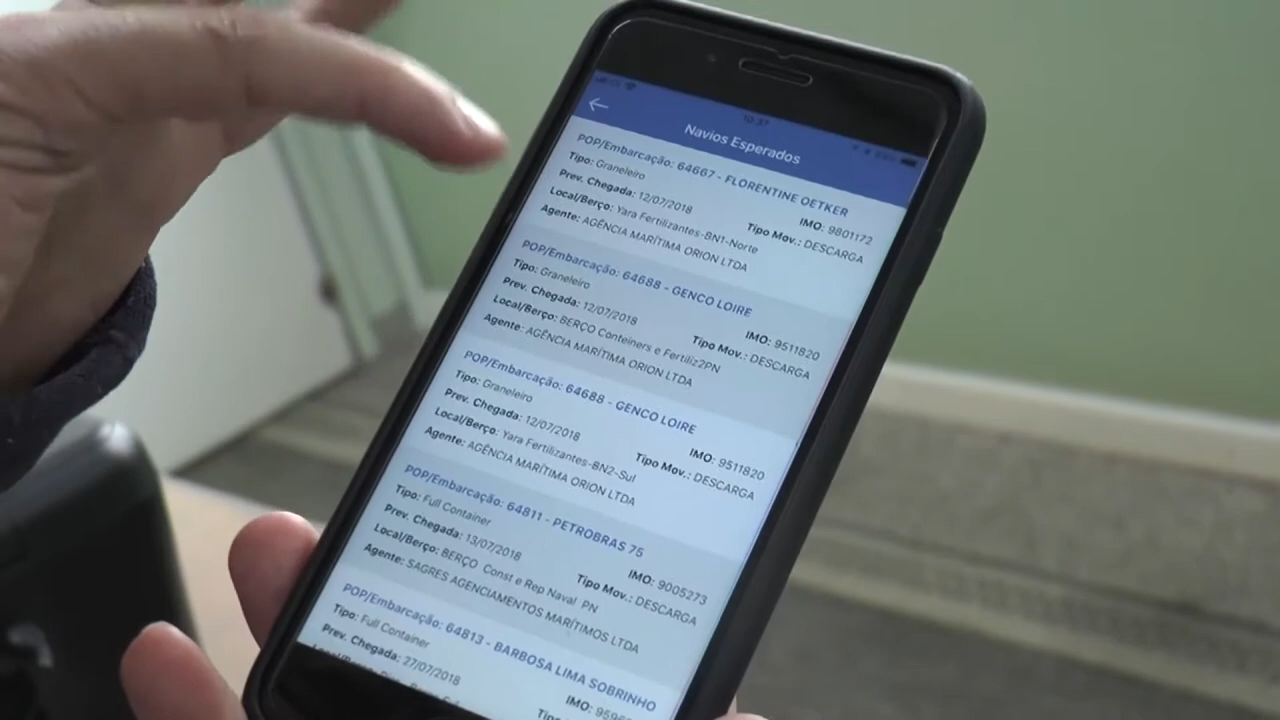 10:37
Navios Esperados
POP/Embarcação: 64667 - FLORENTINE OETKER
Tipo: Graneleiro IMO: 9801172
Prev. Chegada: 12/07/2018 Tipo Mov.: DESCARGA
Local/Berço: Yara Fertilizantes-BN1-Norte
Agente: AGÊNCIA MARÍTIMA ORION LTDA
POP/Embarcação: 64688 - GENCO LOIRE
Tipo: Graneleiro IMO: 9511820
Prev. Chegada: 12/07/2018 Tipo Mov.: DESCARGA
Local/Berço: BERÇO Conteiners e Fertiliz2PN
Agente: AGÊNCIA MARÍTIMA ORION LTDA
POP/Embarcação: 64688 - GENCO LOIRE
Tipo: Graneleiro IMO: 9511820
Prev. Chegada: 12/07/2018 Tipo Mov.: DESCARGA
Local/Berço: Yara Fertilizantes-BN2-Sul
Agente: AGÊNCIA MARÍTIMA ORION LTDA
POP/Embarcação: 64811 - PETROBRAS 75
Tipo: Full Container IMO: 9005273
Prev. Chegada: 13/07/2018 Tipo Mov.: DESCARGA
Local/Berço: BERÇO Const e Rep Naval PN
Agente: SAGRES AGENCIAMENTOS MARÍTIMOS LTDA
POP/Embarcação: 64813 - BARBOSA LIMA SOBRINHO
Tipo: Full Container IMO:
Prev. Chegada: 27/07/2018 Tipo